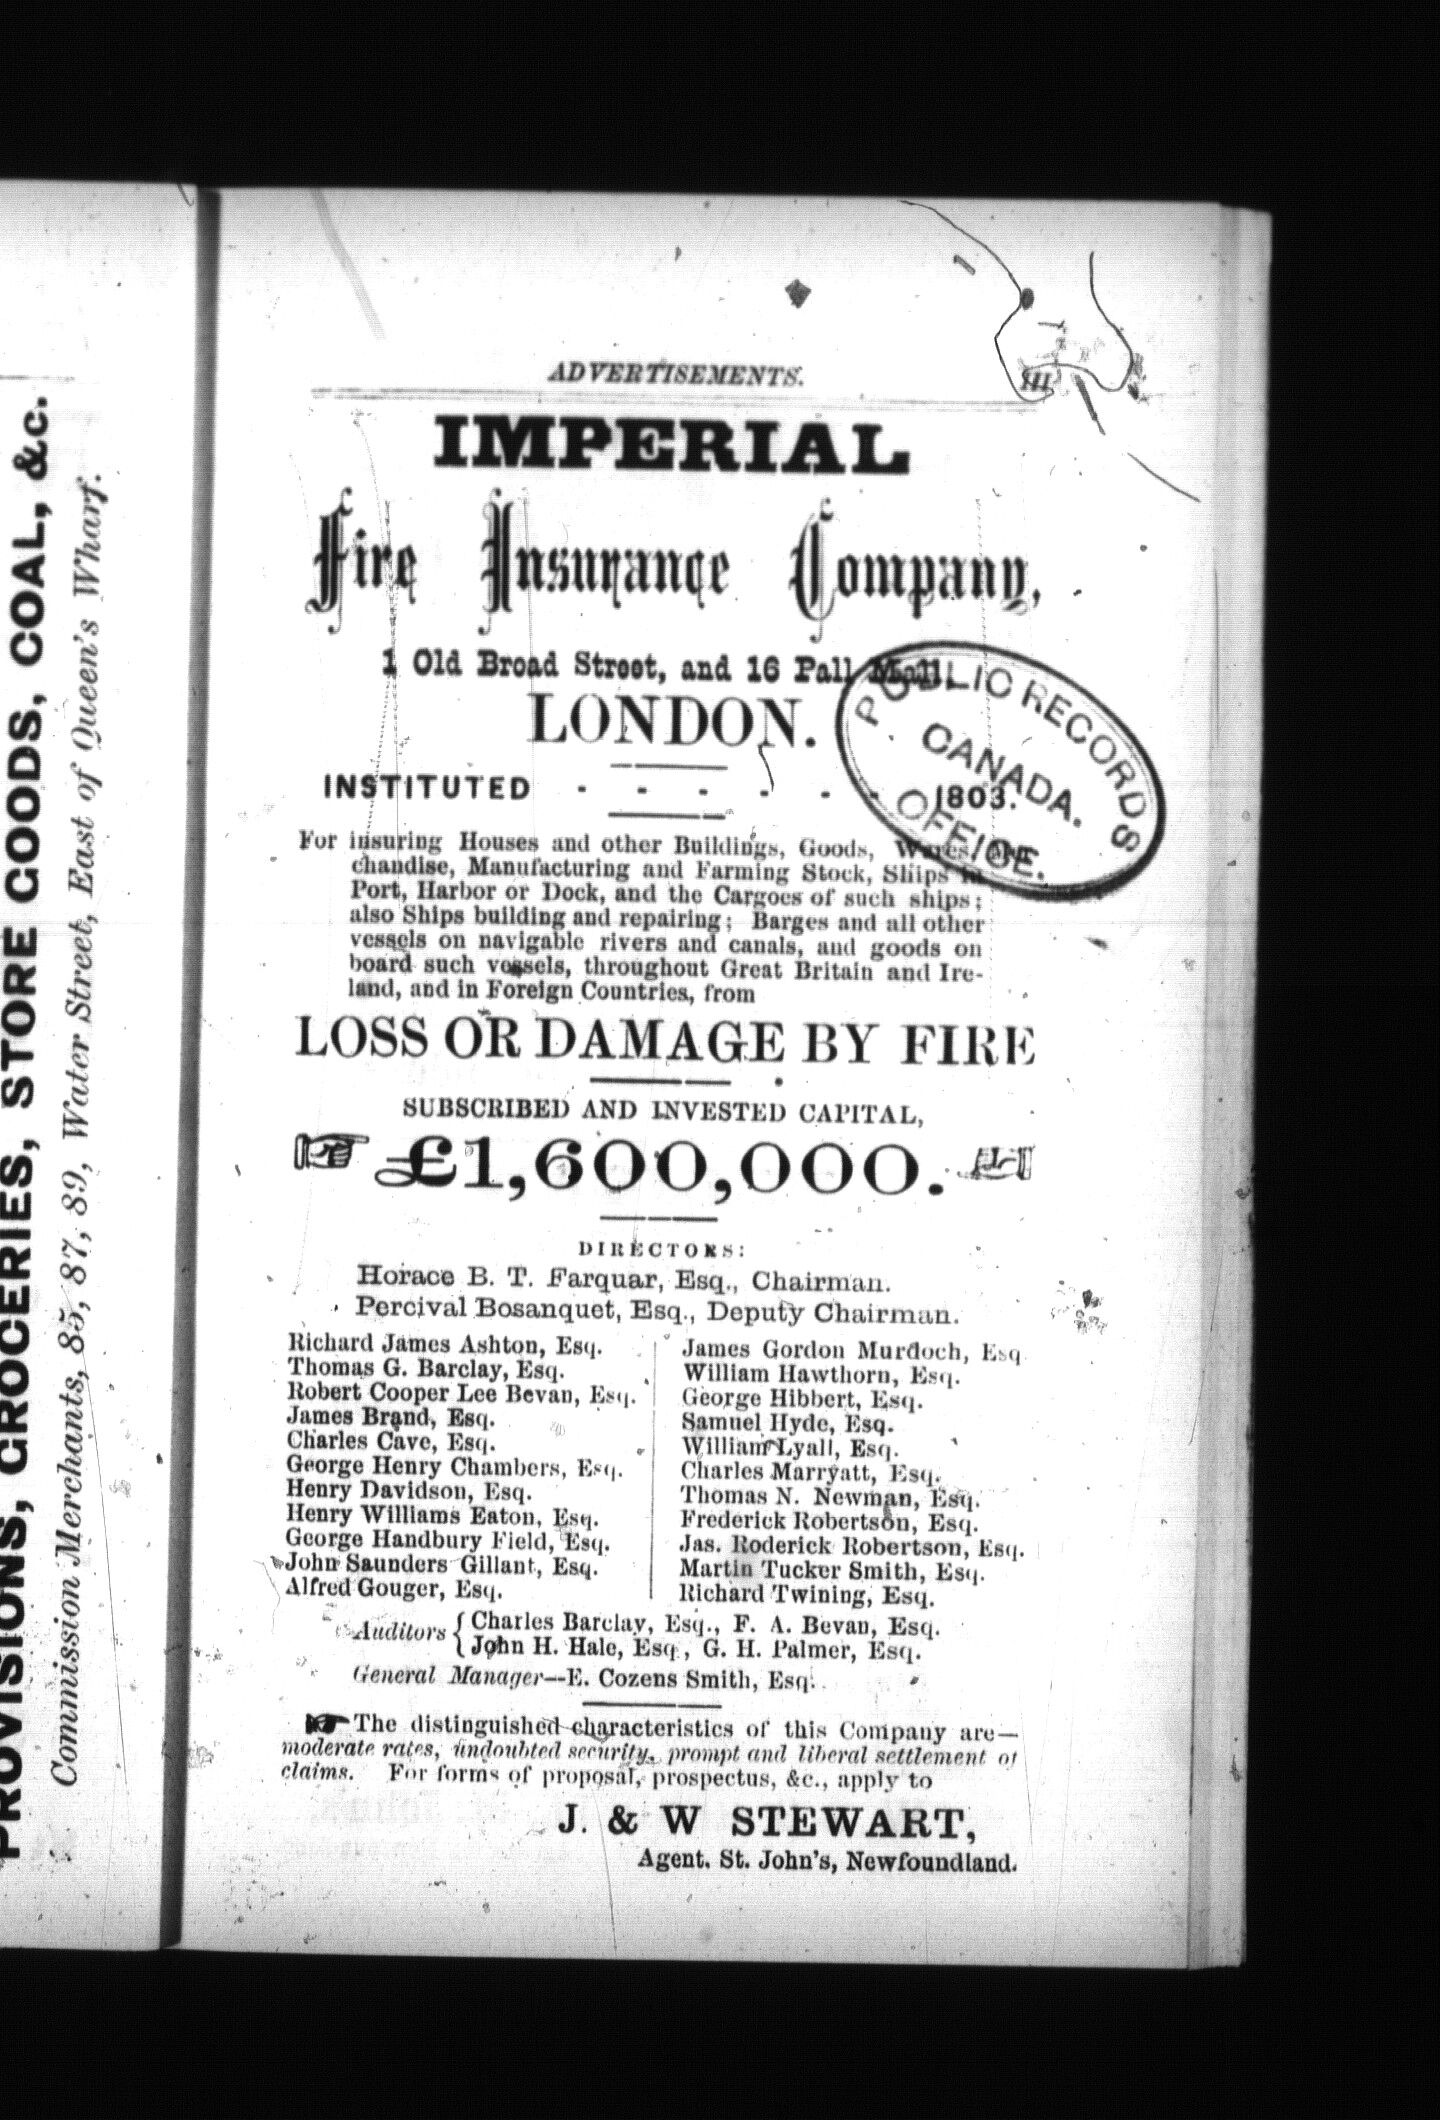 PROVISIONS, GROCERIES, STORE GOODS, COAL, &c.
Commission Merchants, 85, 87, 89, Water Street, East of Queen's Wharf.
ADVERTISEMENTS.
IMPERIAL
Fire Insurance Company,
1 Old Broad Street, and 16 Pall Mall,
LONDON.
INSTITUTED - - - - - - 1803.
PUBLIC RECORDS
CANADA.
OFFICE.
For insuring Houses and other Buildings, Goods, Wares, Mer
chandise, Manufacturing and Farming Stock, Ships in
Port, Harbor or Dock, and the Cargoes of such ships;
also Ships building and repairing; Barges and all other
vessels on navigable rivers and canals, and goods on
board such vessels, throughout Great Britain and Ire-
land, and in Foreign Countries, from
LOSS OR DAMAGE BY FIRE
SUBSCRIBED AND INVESTED CAPITAL,
£1,600,000.
DIRECTORS:
Horace B. T. Farquar, Esq., Chairman.
Percival Bosanquet, Esq., Deputy Chairman.
Richard James Ashton, Esq.
Thomas G. Barclay, Esq.
Robert Cooper Lee Bevan, Esq.
James Brand, Esq.
Charles Cave, Esq.
George Henry Chambers, Esq.
Henry Davidson, Esq.
Henry Williams Eaton, Esq.
George Handbury Field, Esq.
John Saunders Gillant, Esq.
Alfred Gouger, Esq.
James Gordon Murdoch, Esq
William Hawthorn, Esq.
George Hibbert, Esq.
Samuel Hyde, Esq.
William Lyall, Esq.
Charles Marryatt, Esq.
Thomas N. Newman, Esq.
Frederick Robertson, Esq.
Jas. Roderick Robertson, Esq.
Martin Tucker Smith, Esq.
Richard Twining, Esq.
Auditors { Charles Barclay, Esq., F. A. Bevan, Esq.
John H. Hale, Esq, G. H. Palmer, Esq.
General Manager—E. Cozens Smith, Esq.
The distinguished characteristics of this Company are—
moderate rates, undoubted security, prompt and liberal settlement of
claims. For forms of proposal, prospectus, &c., apply to
J. & W STEWART,
Agent. St. John's, Newfoundland.